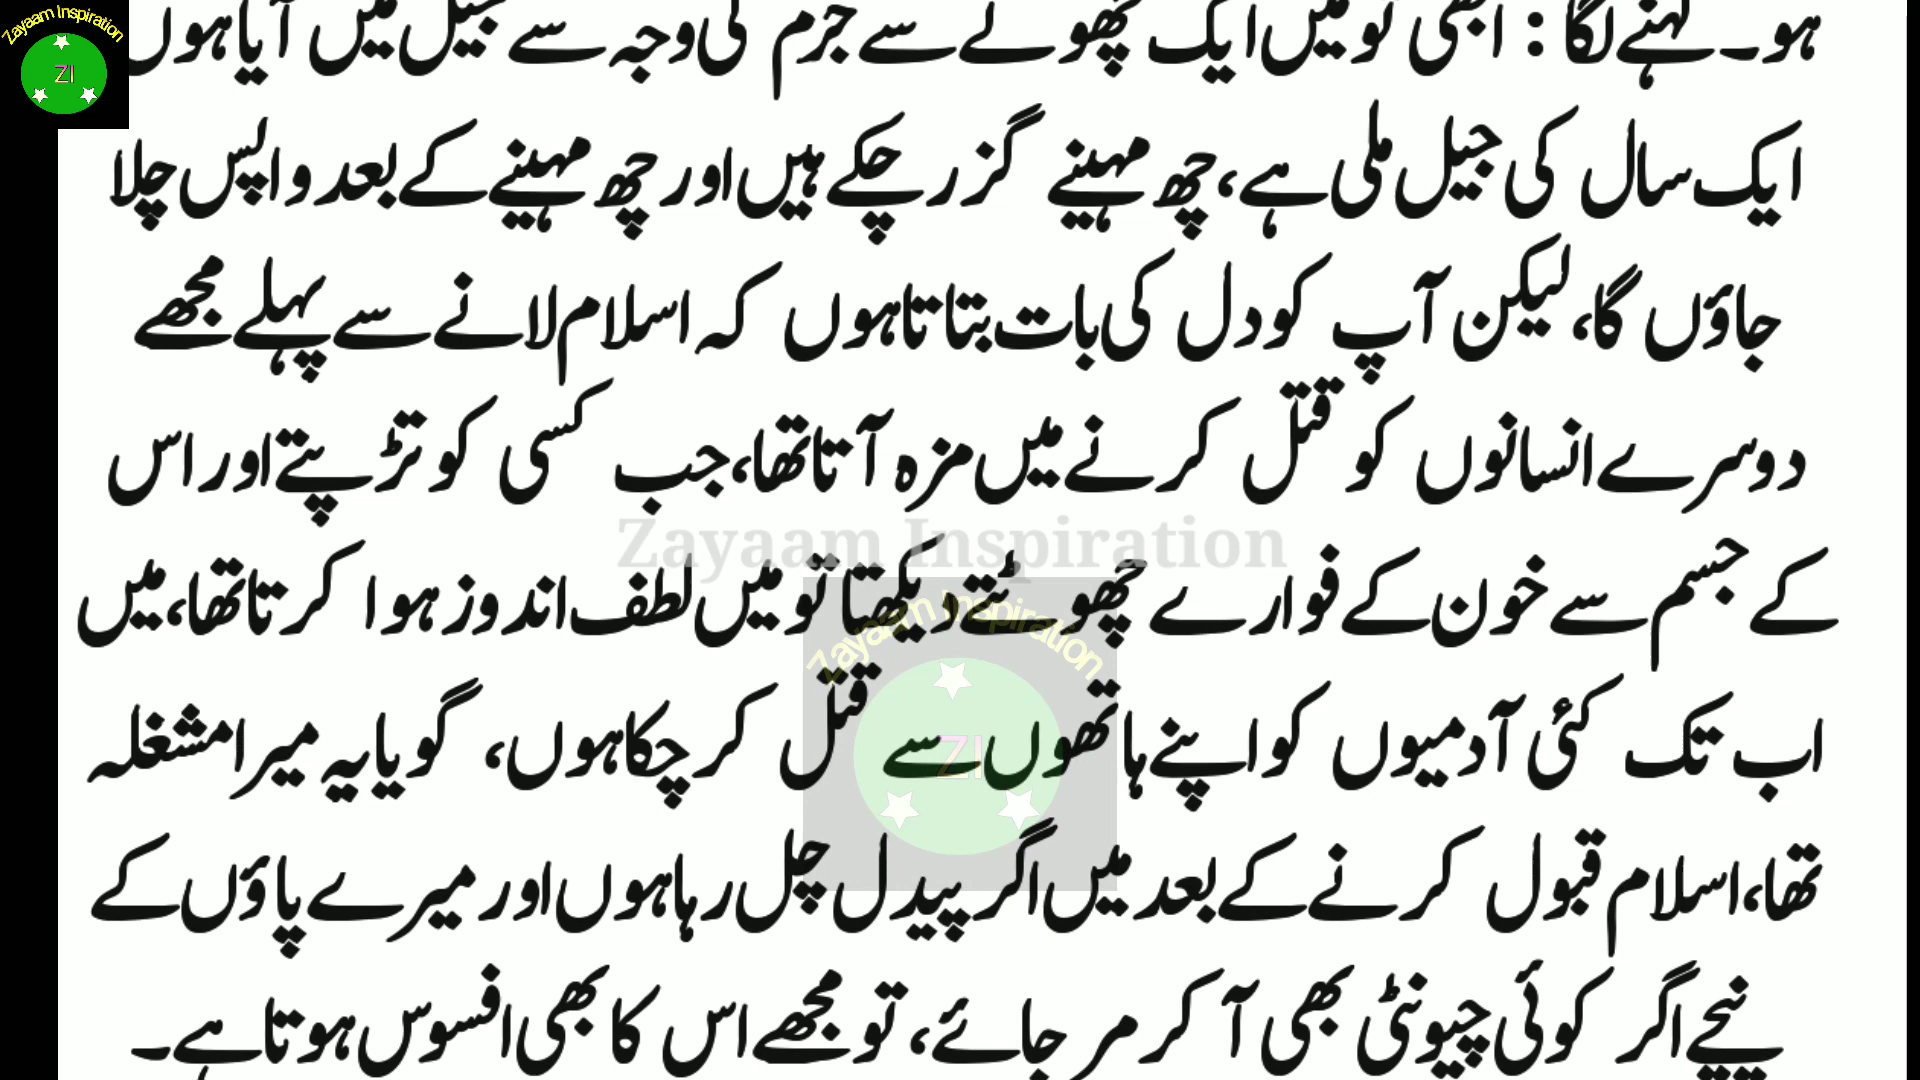 Zayaam Inspiration
ZI
ہو۔ کہنے لگا : ابھی تو میں ایک چھوٹے سے جرم کی وجہ سے جیل میں آیا ہوں
ایک سال کی جیل ملی ہے، چھ مہینے گزر چکے ہیں اور چھ مہینے کے بعد واپس چلا
جاؤں گا، لیکن آپ کو دل کی بات بتاتا ہوں کہ اسلام لانے سے پہلے مجھے
دوسرے انسانوں کو قتل کرنے میں مزہ آتا تھا، جب کسی کو تڑپتے اور اس
Zayaam Inspiration
کے جسم سے خون کے فوارے چھوٹتے دیکھتا تو میں لطف اندوز ہوا کرتا تھا، میں
Zayaam Inspiration
اب تک کئی آدمیوں کو اپنے ہاتھوں سے قتل کر چکا ہوں، گویا یہ میرا مشغلہ
ZI
تھا، اسلام قبول کرنے کے بعد میں اگر پیدل چل رہا ہوں اور میرے پاؤں کے
نیچے اگر کوئی چیونٹی بھی آ کر مر جائے، تو مجھے اس کا بھی افسوس ہوتا ہے۔